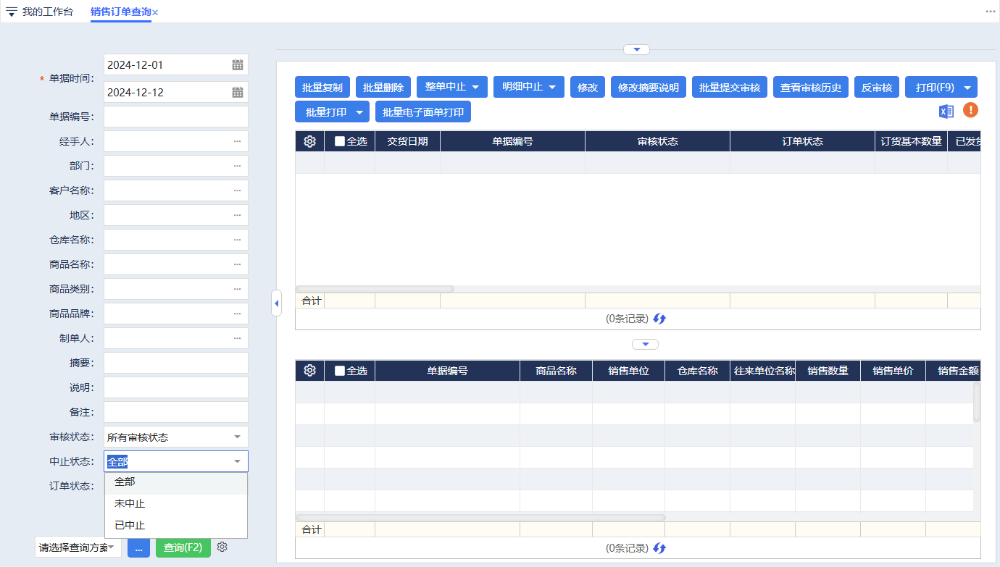 我的工作台 销售订单查询× ...
* 单据时间： 2024-12-01
2024-12-12
单据编号：
经手人： ...
部门： ...
客户名称： ...
地区： ...
仓库名称： ...
商品名称： ...
商品类别： ...
商品品牌： ...
制单人： ...
摘要：
说明：
备注：
审核状态： 所有审核状态
中止状态： 全部
订单状态：
全部
未中止
已中止
请选择查询方案 ... 查询(F2)
批量复制 批量删除 整单中止 明细中止 修改 修改摘要说明 批量提交审核 查看审核历史 反审核 打印(F9)
批量打印 批量电子面单打印
全选 交货日期 单据编号 审核状态 订单状态 订货基本数量 已发
合计
(0条记录)
全选 单据编号 商品名称 销售单位 仓库名称 往来单位名称 销售数量 销售单价 销售金额
合计
(0条记录)